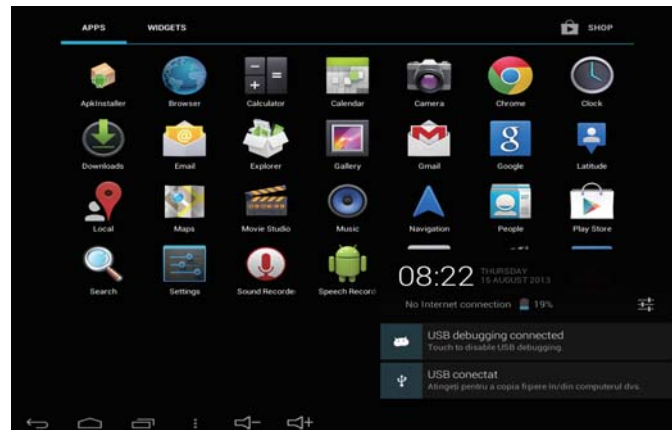 APPS WIDGETS SHOP
ApkInstaller Browser Calculator Calendar Camera Chrome Clock
Downloads Email Explorer Gallery Gmail Google Latitude
Local Maps Movie Studio Music Navigation People Play Store
Search Settings Sound Recorde Speech Record
08:22 THURSDAY
15 AUGUST 2013
No Internet connection 19%
USB debugging connected
Touch to disable USB debugging.
USB conectat
Atingeți pentru a copia fișiere în/din computerul dvs.